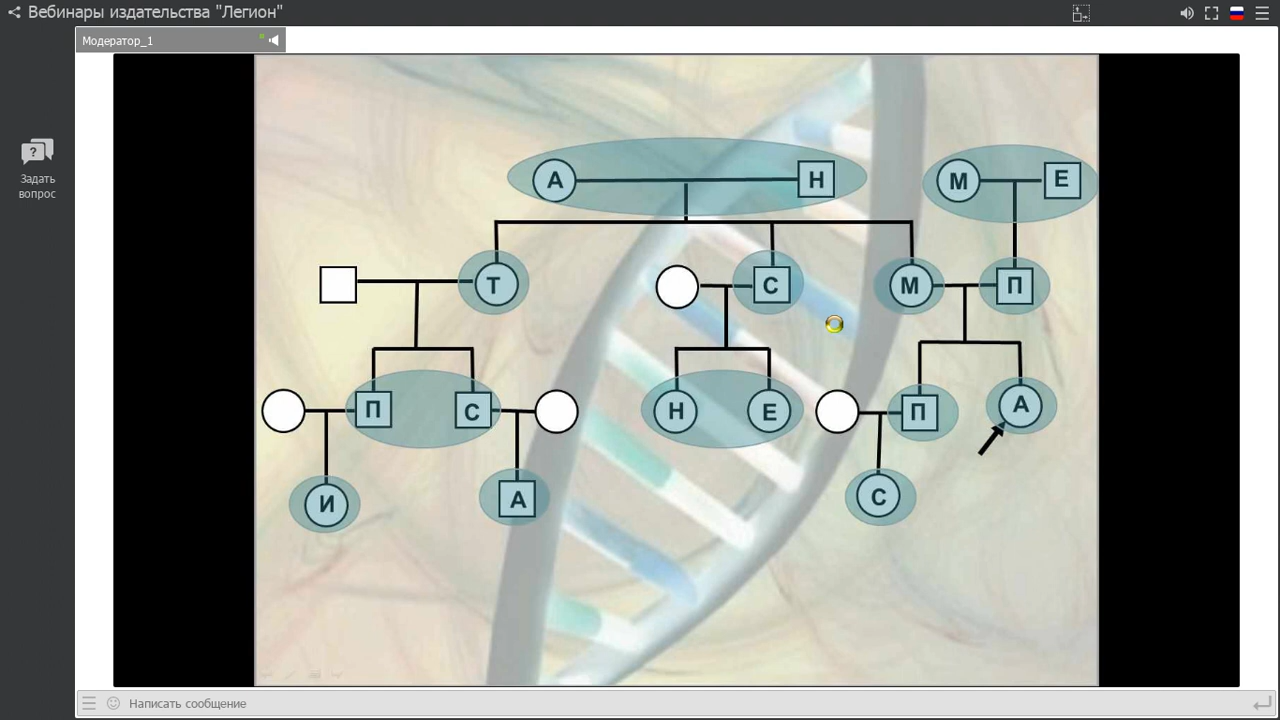 Вебинары издательства "Легион"
Модератор_1
Задать
вопрос
А Н М Е
Т С М П
П С Н Е П А
И А С
Написать сообщение